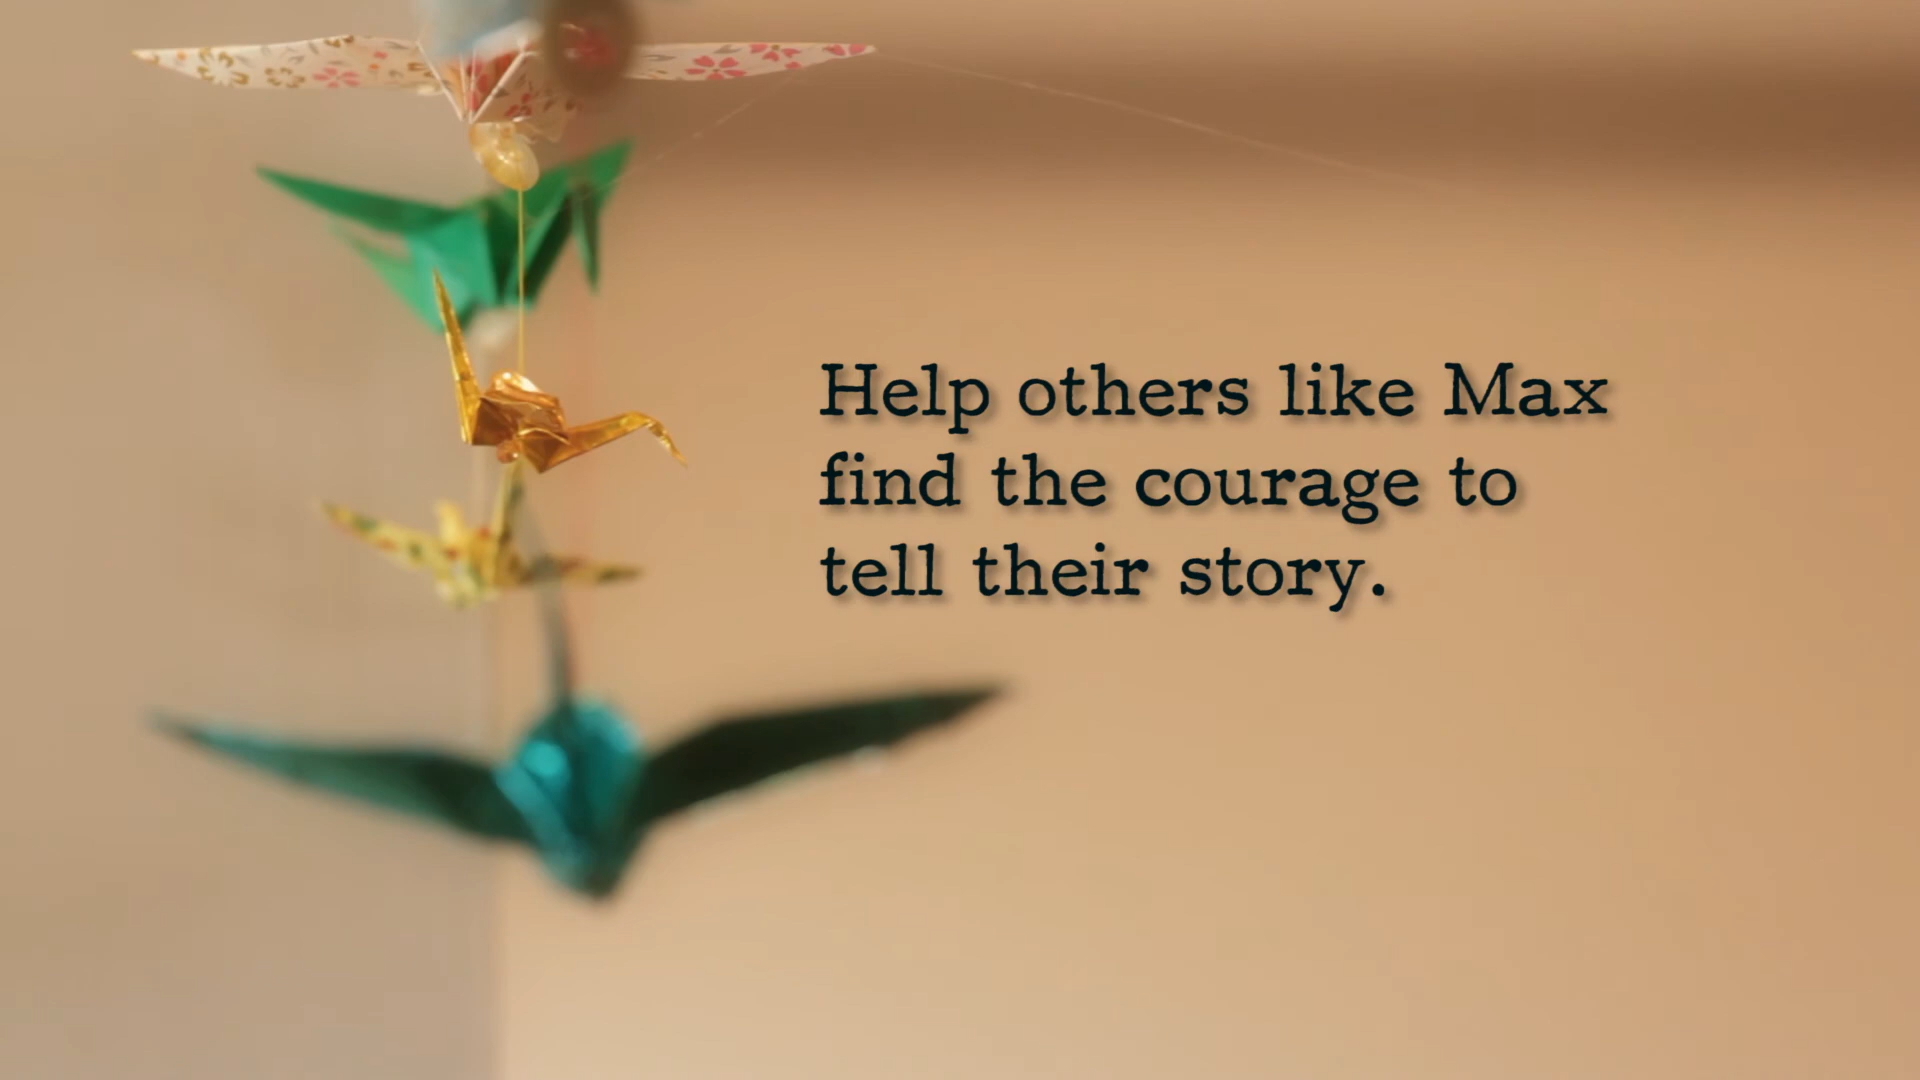 Help others like Max
find the courage to
tell their story.